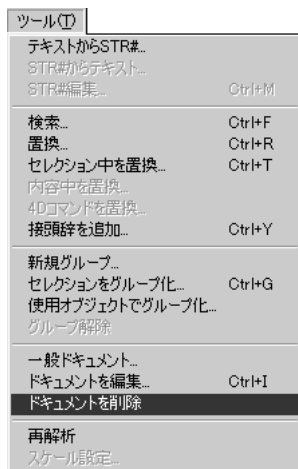 ツール(T)
テキストからSTR#...
STR#からテキスト...
STR#編集... Ctrl+M
検索... Ctrl+F
置換... Ctrl+R
セレクション中を置換... Ctrl+T
内容中を置換...
4Dコマンドを置換...
接頭辞を追加... Ctrl+Y
新規グループ...
セレクションをグループ化... Ctrl+G
使用オブジェクトでグループ化...
グループ解除
一般ドキュメント...
ドキュメントを編集... Ctrl+I
ドキュメントを削除
再解析
スケール設定...